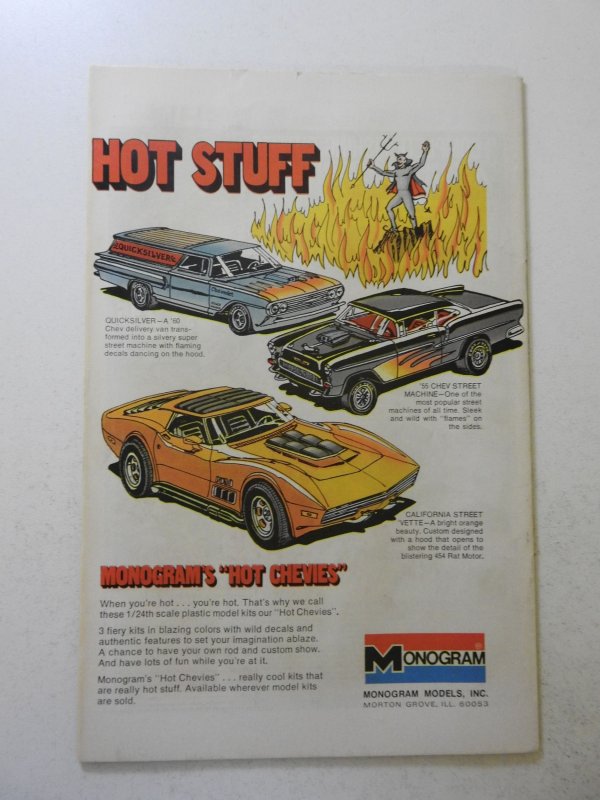 HOT STUFF
QUICKSILVER
QUICKSILVER—A '60
Chev delivery van trans-
formed into a silvery super
street machine with flaming
decals dancing on the hood.
'55 CHEV STREET
MACHINE—One of the
most popular street
machines of all time. Sleek
and wild with "flames" on
the sides.
CALIFORNIA STREET
'VETTE—A bright orange
beauty. Custom designed
with a hood that opens to
show the detail of the
blistering 454 Rat Motor.
MONOGRAM'S "HOT CHEVIES"
When you're hot . . . you're hot. That's why we call
these 1/24th scale plastic model kits our "Hot Chevies".
3 fiery kits in blazing colors with wild decals and
authentic features to set your imagination ablaze.
A chance to have your own rod and custom show.
And have lots of fun while you're at it.
Monogram's "Hot Chevies" . . . really cool kits that
are really hot stuff. Available wherever model kits
are sold.
MONOGRAM
MONOGRAM MODELS, INC.
MORTON GROVE, ILL. 60053